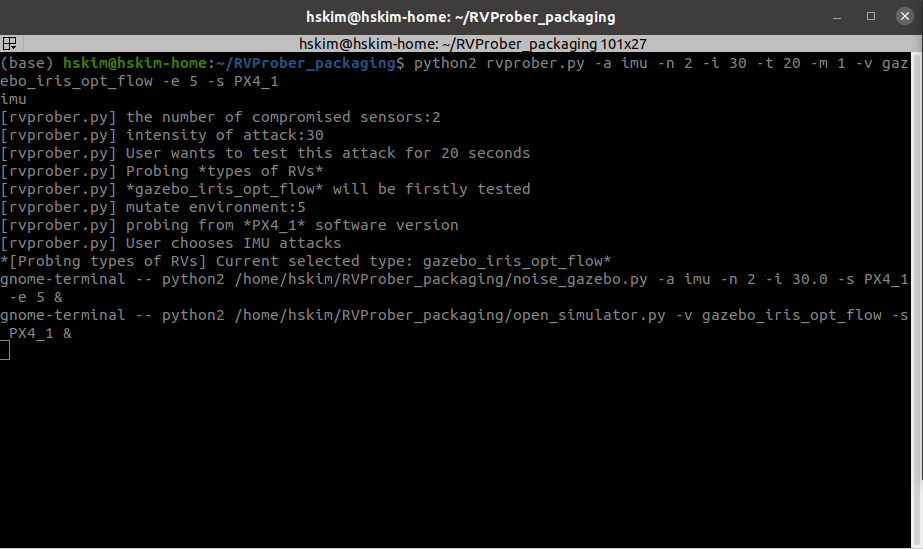 hskim@hskim-home: ~/RVProber_packaging
hskim@hskim-home: ~/RVProber_packaging 101x27
(base) hskim@hskim-home:~/RVProber_packaging$ python2 rvprober.py -a imu -n 2 -i 30 -t 20 -m 1 -v gaz
ebo_iris_opt_flow -e 5 -s PX4_1
imu
[rvprober.py] the number of compromised sensors:2
[rvprober.py] intensity of attack:30
[rvprober.py] User wants to test this attack for 20 seconds
[rvprober.py] Probing *types of RVs*
[rvprober.py] *gazebo_iris_opt_flow* will be firstly tested
[rvprober.py] mutate environment:5
[rvprober.py] probing from *PX4_1* software version
[rvprober.py] User chooses IMU attacks
*[Probing types of RVs] Current selected type: gazebo_iris_opt_flow*
gnome-terminal -- python2 /home/hskim/RVProber_packaging/noise_gazebo.py -a imu -n 2 -i 30.0 -s PX4_1
 -e 5 &
gnome-terminal -- python2 /home/hskim/RVProber_packaging/open_simulator.py -v gazebo_iris_opt_flow -s
 PX4_1 &